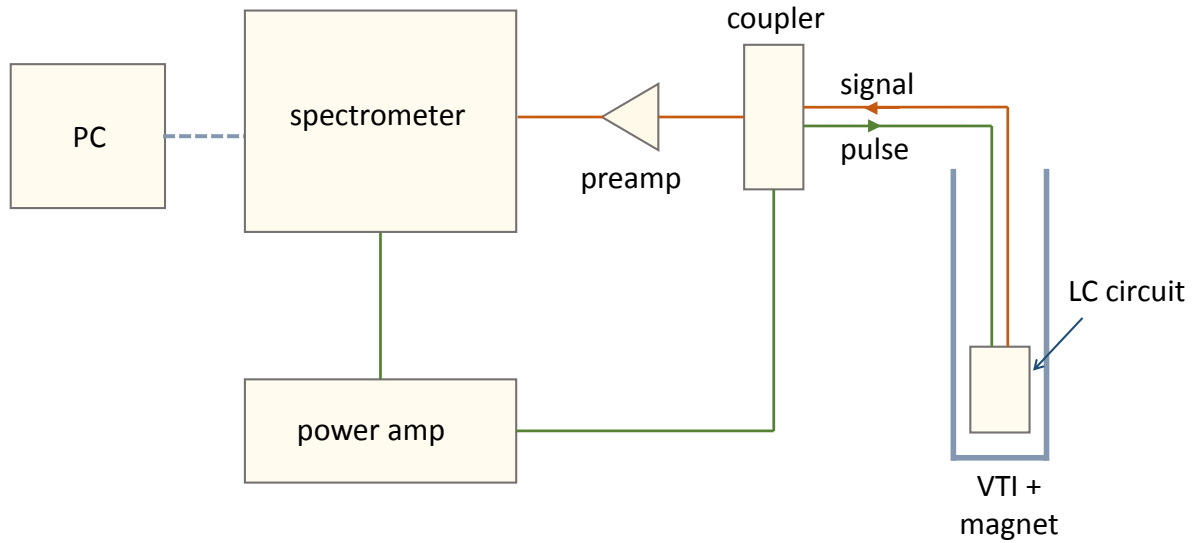 coupler
PC
spectrometer
signal
pulse
preamp
LC circuit
power amp
VTI +
magnet